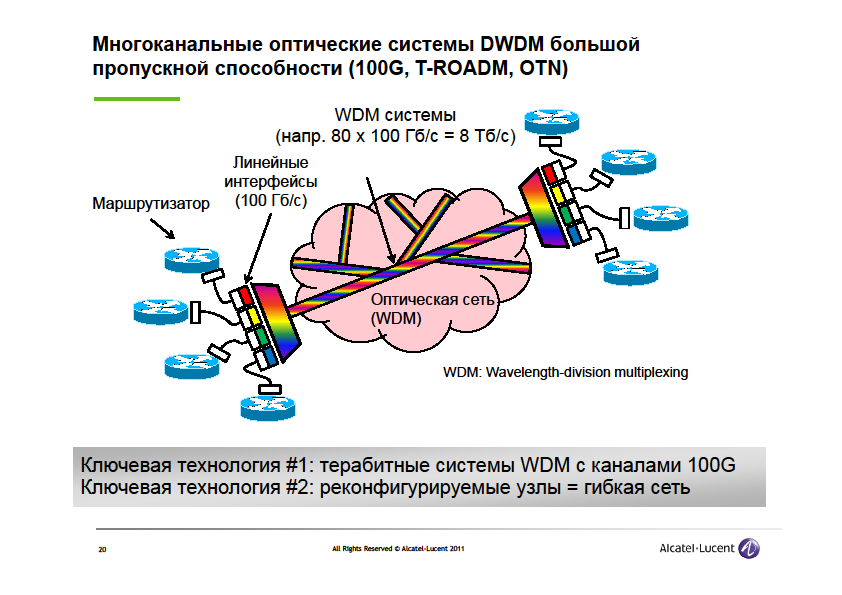 Многоканальные оптические системы DWDM большой
пропускной способности (100G, T-ROADM, OTN)
WDM системы
(напр. 80 x 100 Гб/с = 8 Тб/с)
Линейные
интерфейсы
(100 Гб/с)
Маршрутизатор
Оптическая сеть
(WDM)
WDM: Wavelength-division multiplexing
Ключевая технология #1: терабитные системы WDM с каналами 100G
Ключевая технология #2: реконфигурируемые узлы = гибкая сеть
20
All Rights Reserved © Alcatel-Lucent 2011
Alcatel·Lucent